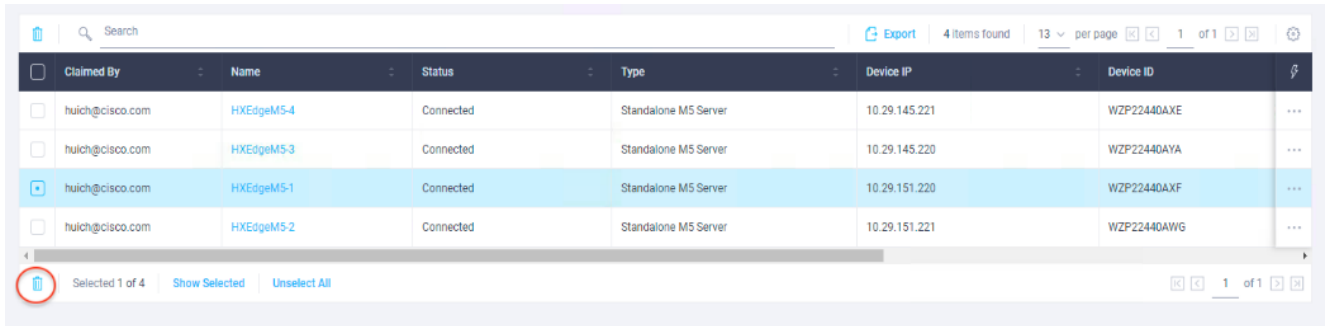 Search Export 4 items found 13 per page 1 of 1
Claimed By Name Status Type Device IP Device ID
huich@cisco.com HXEdgeM5-4 Connected Standalone M5 Server 10.29.145.221 WZP22440AXE
huich@cisco.com HXEdgeM5-3 Connected Standalone M5 Server 10.29.145.220 WZP22440AYA
huich@cisco.com HXEdgeM5-1 Connected Standalone M5 Server 10.29.151.220 WZP22440AXF
huich@cisco.com HXEdgeM5-2 Connected Standalone M5 Server 10.29.151.221 WZP22440AWG
Selected 1 of 4 Show Selected Unselect All 1 of 1